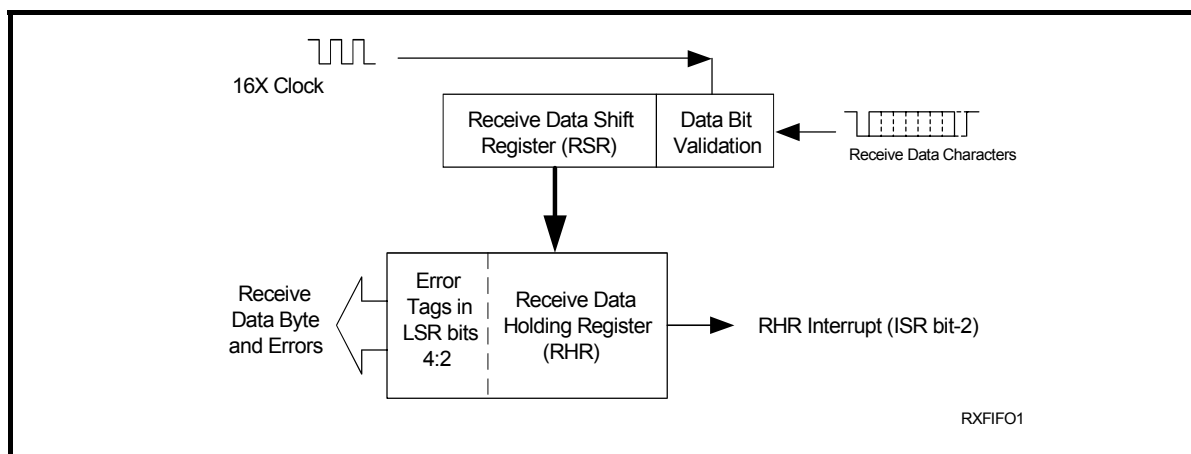 16X Clock
Receive Data Shift
Register (RSR)
Data Bit
Validation
Receive Data Characters
Receive
Data Byte
and Errors
Error
Tags in
LSR bits
4:2
Receive Data
Holding Register
(RHR)
RHR Interrupt (ISR bit-2)
RXFIFO1